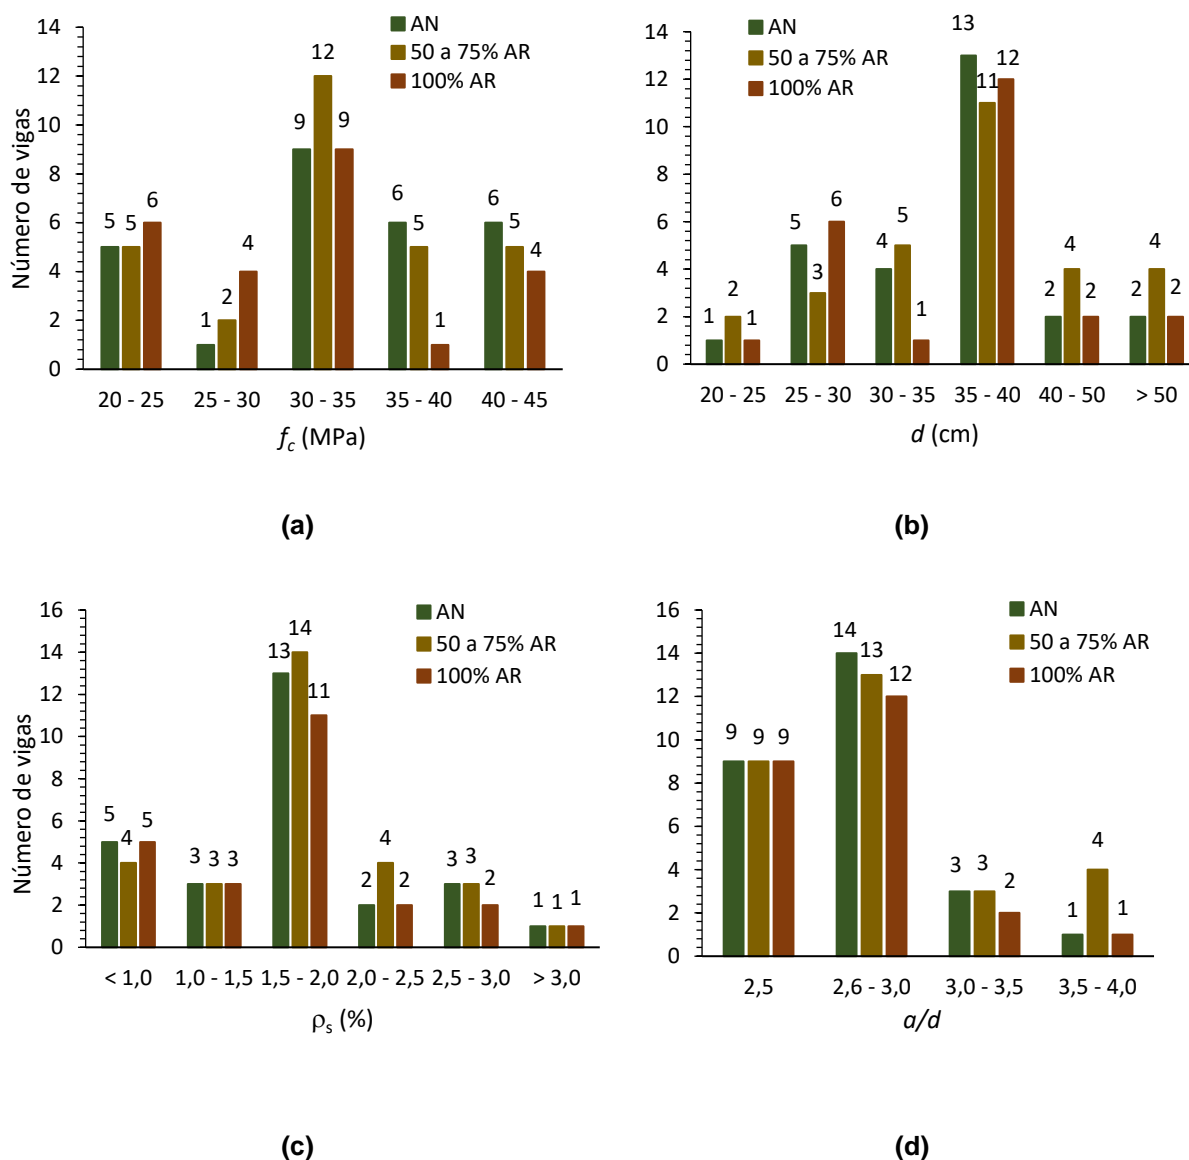 AN
50 a 75% AR
100% AR
Número de vigas
14
12
10
8
6
4
2
0
5 5 6
1 2 4
9 12 9
6 5 1
6 5 4
20 - 25 25 - 30 30 - 35 35 - 40 40 - 45
fc (MPa)
(a)
AN
50 a 75% AR
100% AR
14
12
10
8
6
4
2
0
1 2 1
5 3 6
4 5 1
13 11 12
2 4 2
2 4 2
20 - 25 25 - 30 30 - 35 35 - 40 40 - 50 > 50
d (cm)
(b)
AN
50 a 75% AR
100% AR
Número de vigas
16
14
12
10
8
6
4
2
0
5 4 5
3 3 3
13 14 11
2 4 2
3 3 2
1 1 1
< 1,0 1,0 - 1,5 1,5 - 2,0 2,0 - 2,5 2,5 - 3,0 > 3,0
ρs (%)
(c)
AN
50 a 75% AR
100% AR
16
14
12
10
8
6
4
2
0
9 9 9
14 13 12
3 3 2
1 4 1
2,5 2,6 - 3,0 3,0 - 3,5 3,5 - 4,0
a/d
(d)